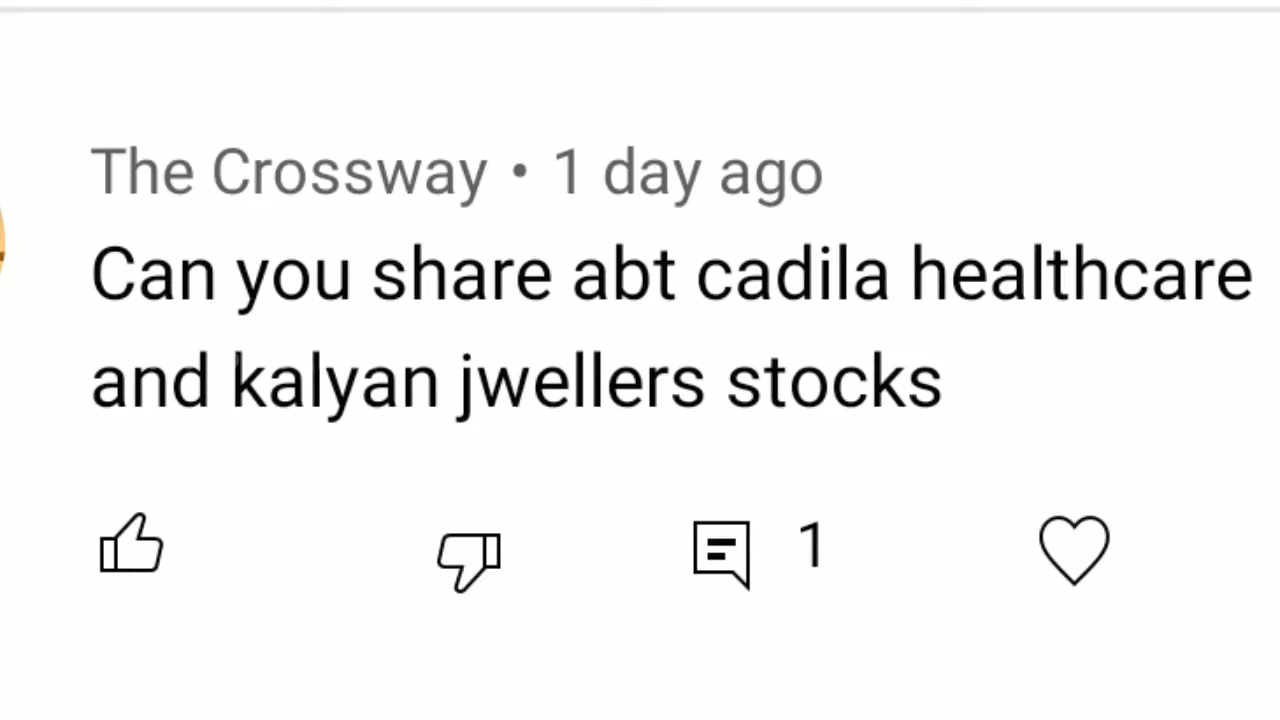 The Crossway • 1 day ago
Can you share abt cadila healthcare
and kalyan jwellers stocks
1